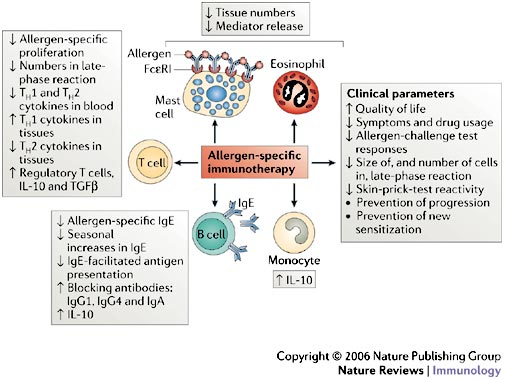 ↓ Tissue numbers
↓ Mediator release
↓ Allergen-specific
proliferation
↓ Numbers in late-
phase reaction
↓ TH1 and TH2
cytokines in blood
↑ TH1 cytokines in
tissues
↓ TH2 cytokines in
tissues
↑ Regulatory T cells,
IL-10 and TGFβ
Allergen
FcεRI
Mast
cell
Eosinophil
Clinical parameters
↑ Quality of life
↓ Symptoms and drug usage
↓ Allergen-challenge test
responses
↓ Size of, and number of cells
in, late-phase reaction
↓ Skin-prick-test reactivity
• Prevention of progression
• Prevention of new
sensitization
T cell
Allergen-specific
immunotherapy
↓ Allergen-specific IgE
↓ Seasonal
increases in IgE
↓ IgE-facilitated antigen
presentation
↑ Blocking antibodies:
IgG1, IgG4 and IgA
↑ IL-10
IgE
B cell
Monocyte
↑ IL-10
Copyright © 2006 Nature Publishing Group
Nature Reviews | Immunology